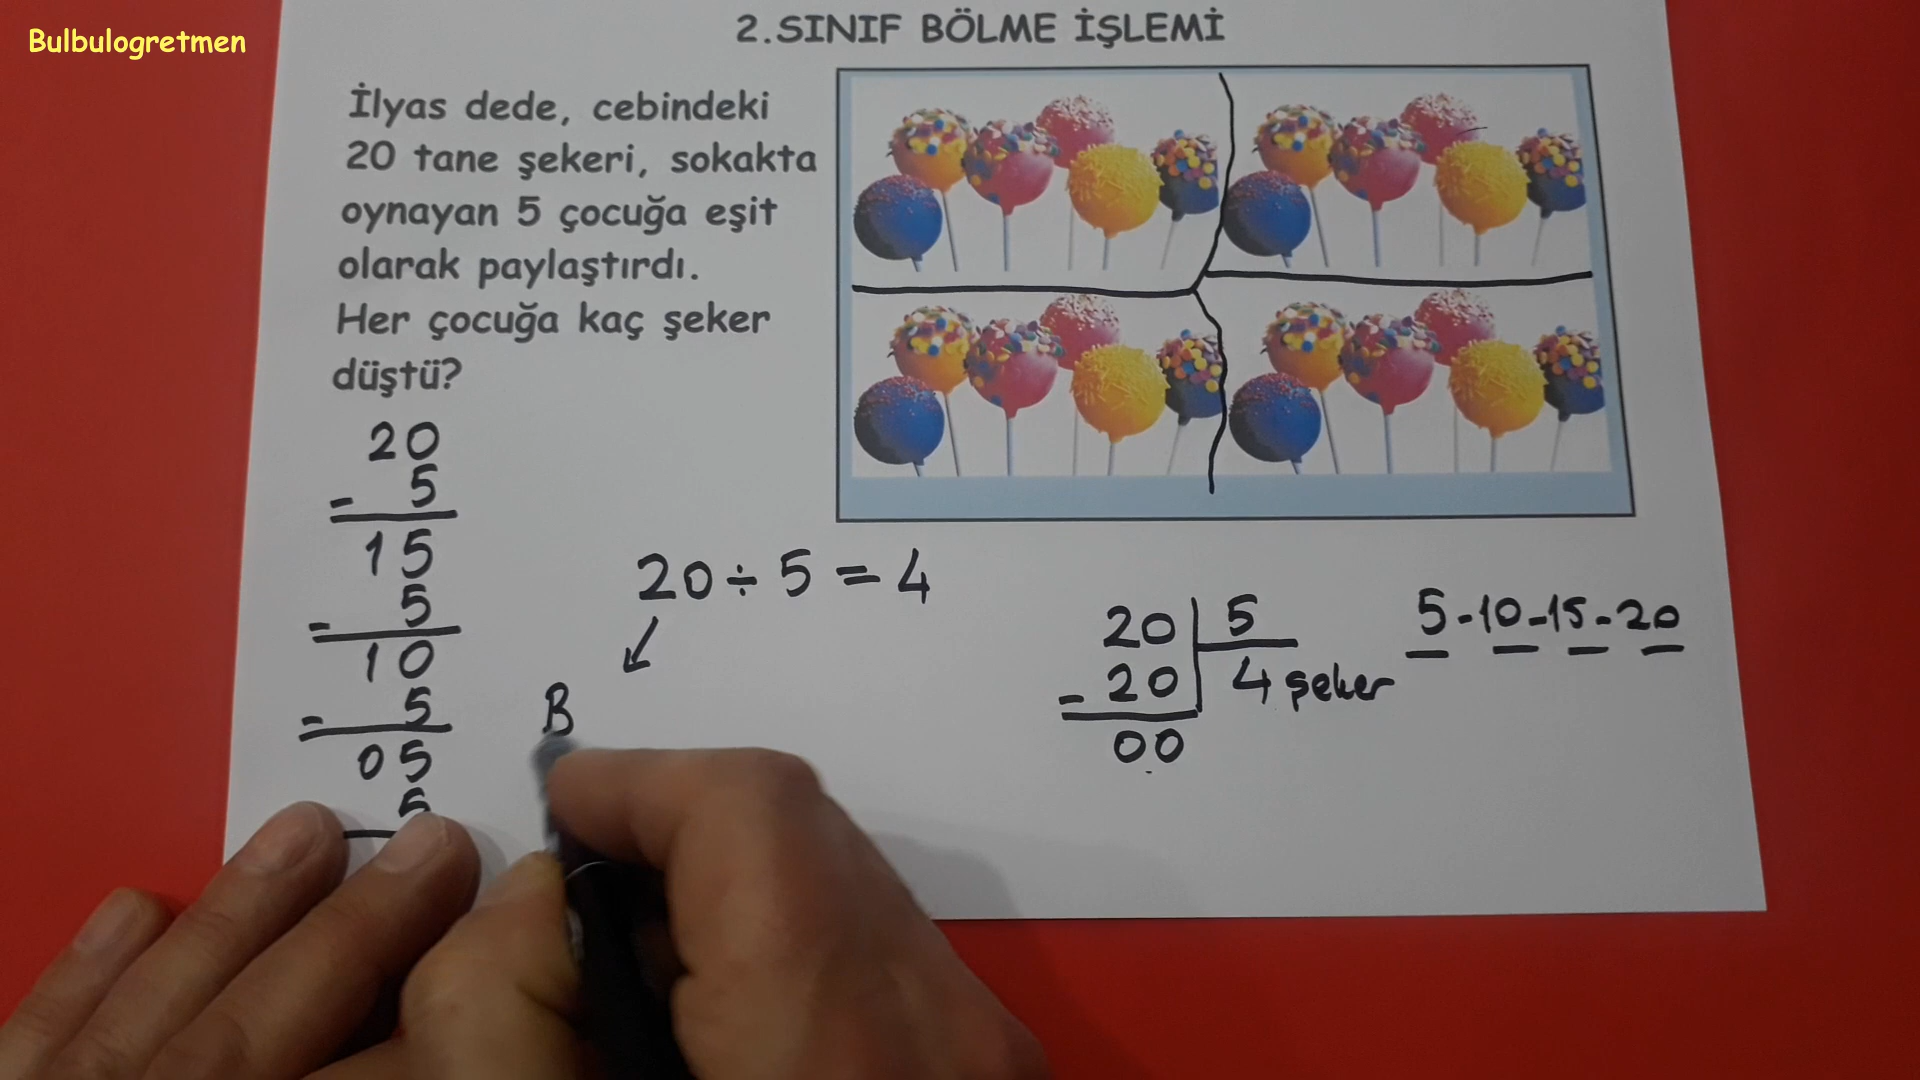 Bulbulogretmen
2.SINIF BÖLME İŞLEMİ
İlyas dede, cebindeki
20 tane şekeri, sokakta
oynayan 5 çocuğa eşit
olarak paylaştırdı.
Her çocuğa kaç şeker
düştü?
20
- 5
15
- 5
10
- 5
05
5
20 ÷ 5 = 4
B
20 5
- 20 4 şeker
00
5-10-15-20